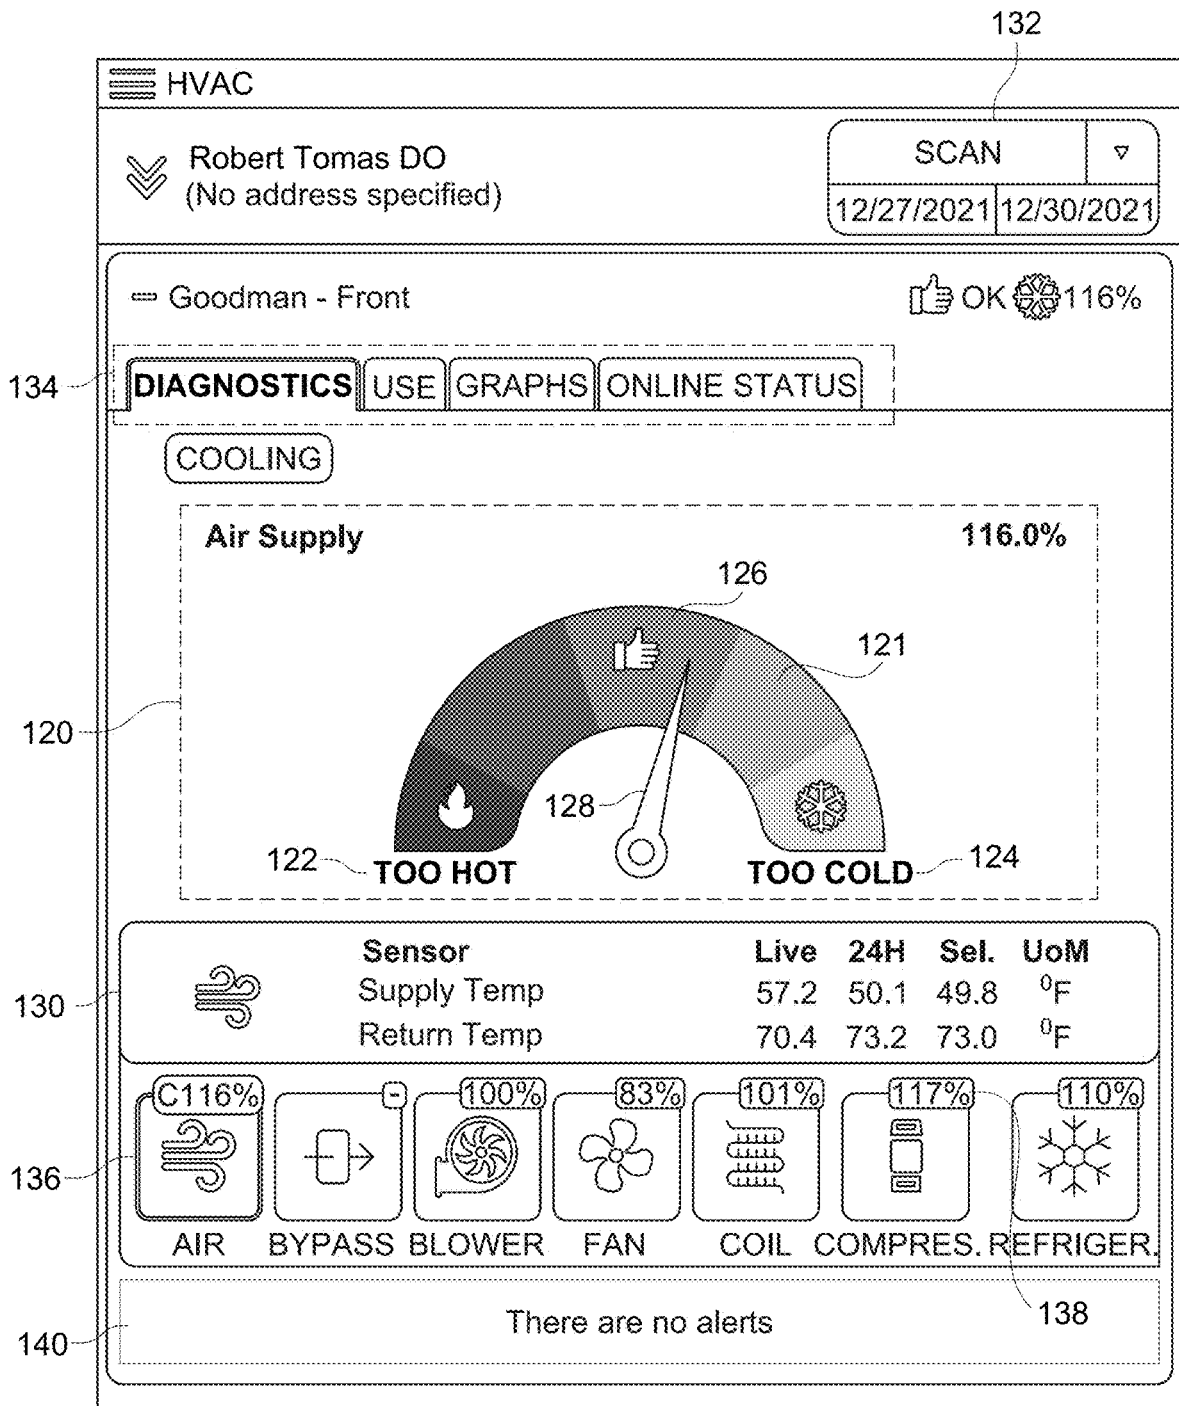 132
HVAC
Robert Tomas DO
(No address specified)
SCAN
12/27/2021 12/30/2021
Goodman - Front
OK 116%
134
DIAGNOSTICS USE GRAPHS ONLINE STATUS
COOLING
Air Supply 116.0%
126
121
120
128
122 TOO HOT TOO COLD 124
Sensor Live 24H Sel. UoM
130
Supply Temp 57.2 50.1 49.8 ⁰F
Return Temp 70.4 73.2 73.0 ⁰F
C116% - 100% 83% 101% 117% 110%
136
AIR BYPASS BLOWER FAN COIL COMPRES. REFRIGER.
138
There are no alerts
140